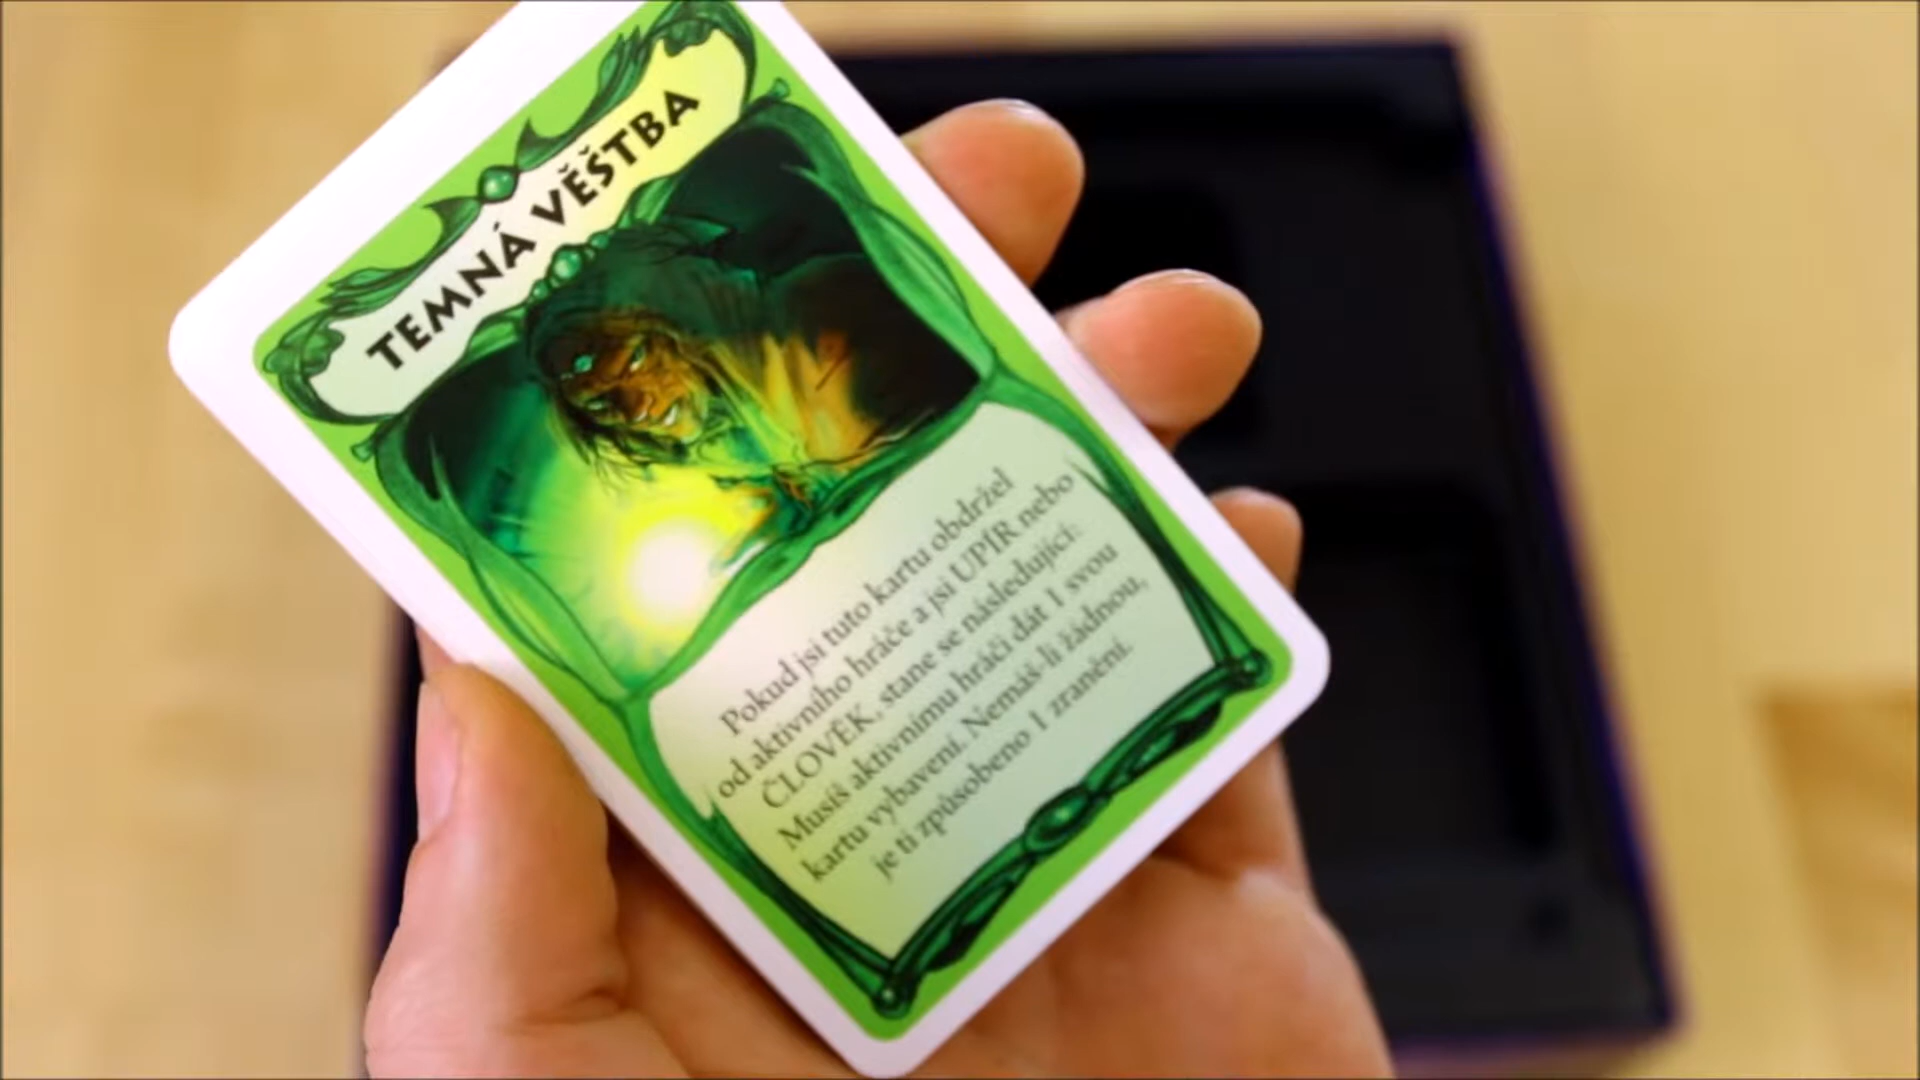 TEMNÁ VĚŠTBA
Pokud jsi tuto kartu obdržel
od aktivního hráče a jsi UPÍR nebo
ČLOVĚK, stane se následující:
Musíš aktivnímu hráči dát 1 svou
kartu vybavení. Nemáš-li žádnou,
je ti způsobeno 1 zranění.